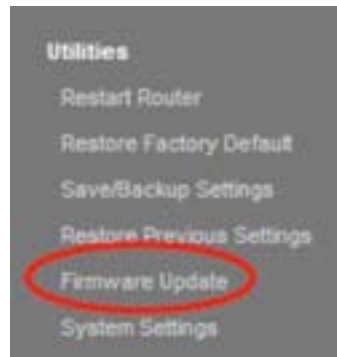 Utilities
Restart Router
Restore Factory Default
Save/Backup Settings
Restore Previous Settings
Firmware Update
System Settings